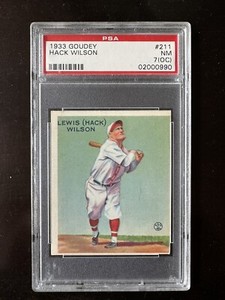 PSA
1933 GOUDEY #211
HACK WILSON NM
7(OC)
02000990
LEWIS (HACK)
WILSON